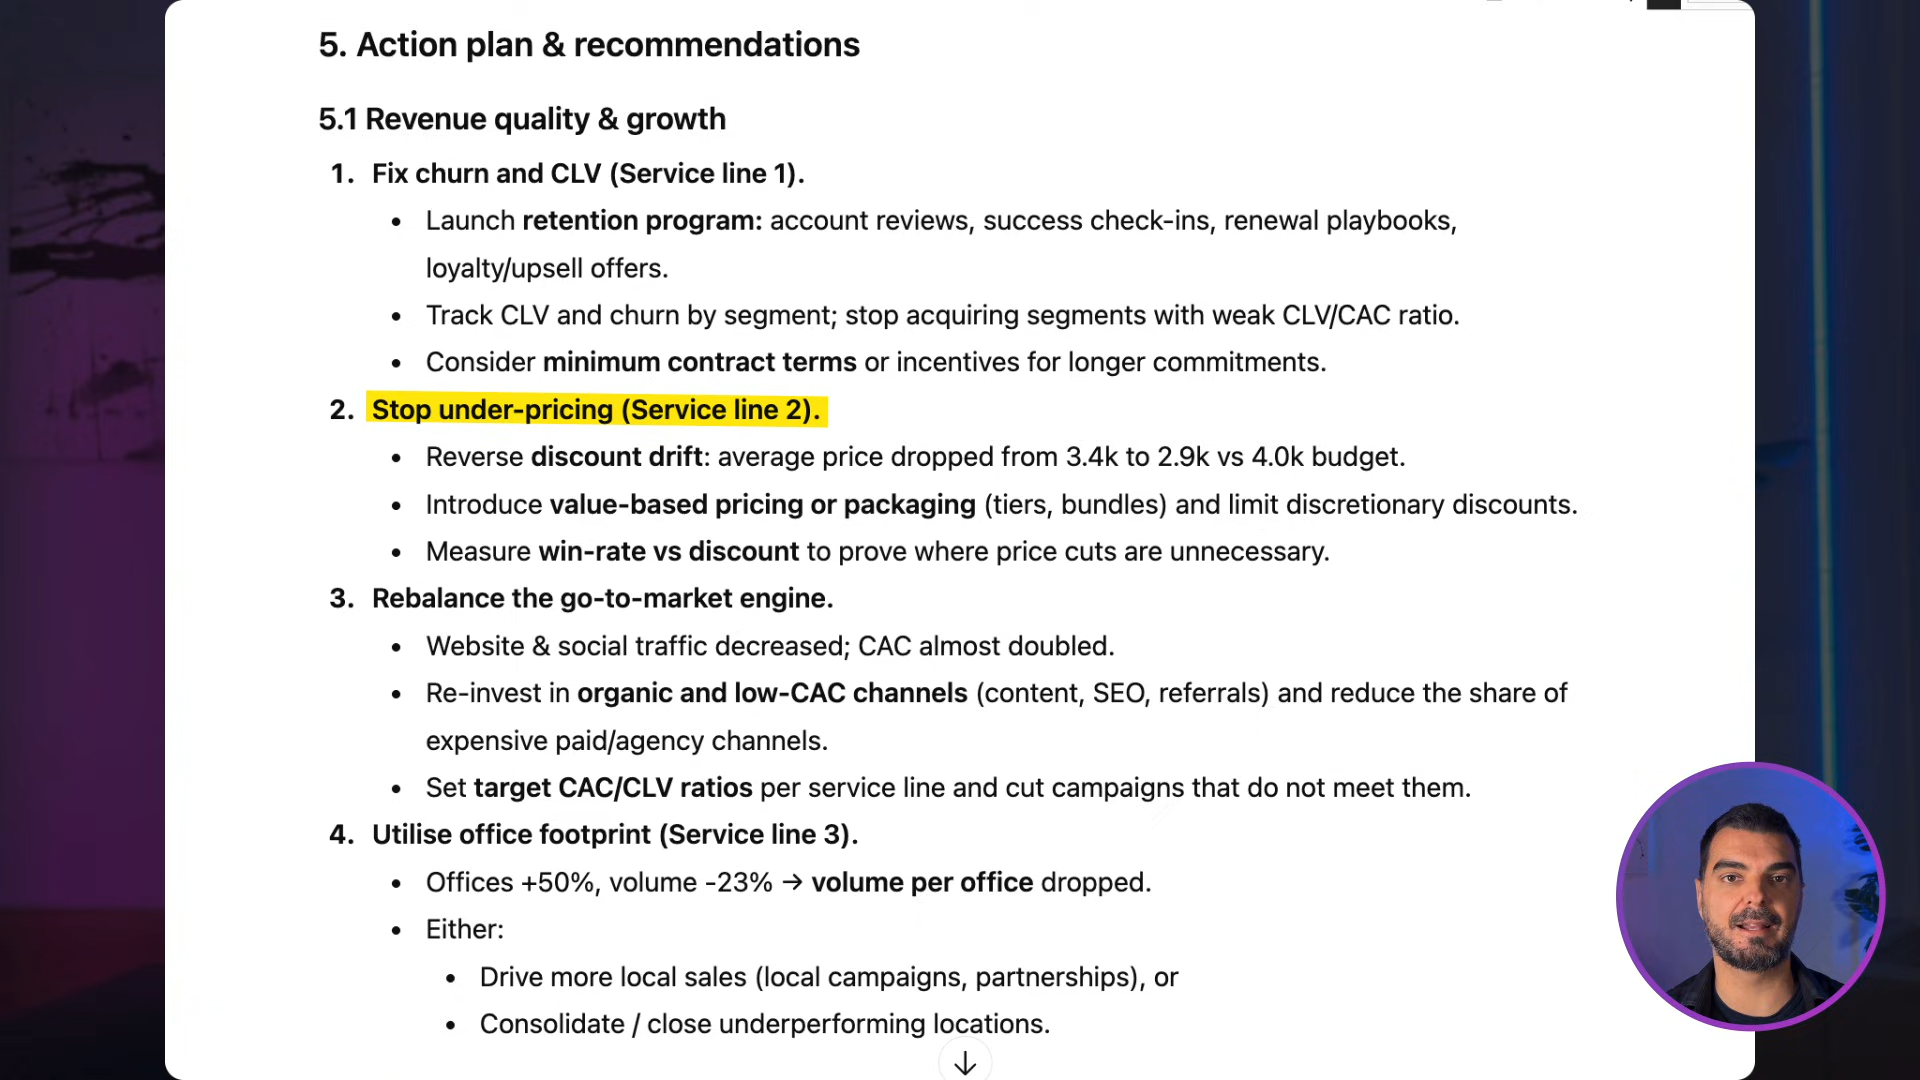 5. Action plan & recommendations
5.1 Revenue quality & growth
1. Fix churn and CLV (Service line 1).
• Launch retention program: account reviews, success check-ins, renewal playbooks,
loyalty/upsell offers.
• Track CLV and churn by segment; stop acquiring segments with weak CLV/CAC ratio.
• Consider minimum contract terms or incentives for longer commitments.
2. Stop under-pricing (Service line 2).
• Reverse discount drift: average price dropped from 3.4k to 2.9k vs 4.0k budget.
• Introduce value-based pricing or packaging (tiers, bundles) and limit discretionary discounts.
• Measure win-rate vs discount to prove where price cuts are unnecessary.
3. Rebalance the go-to-market engine.
• Website & social traffic decreased; CAC almost doubled.
• Re-invest in organic and low-CAC channels (content, SEO, referrals) and reduce the share of
expensive paid/agency channels.
• Set target CAC/CLV ratios per service line and cut campaigns that do not meet them.
4. Utilise office footprint (Service line 3).
• Offices +50%, volume -23% → volume per office dropped.
• Either:
• Drive more local sales (local campaigns, partnerships), or
• Consolidate / close underperforming locations.